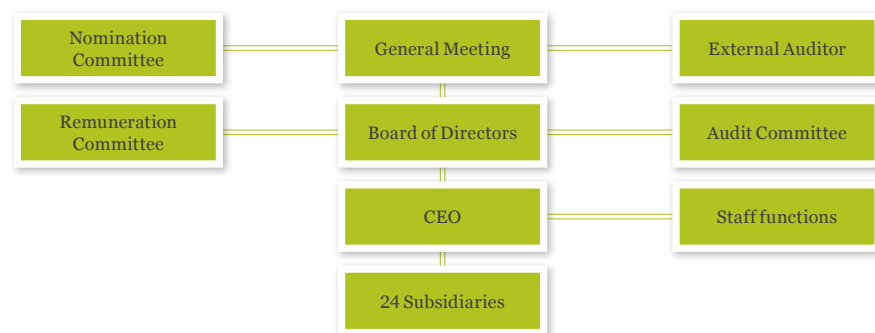 Nomination
Committee
General Meeting
External Auditor
Remuneration
Committee
Board of Directors
Audit Committee
CEO
Staff functions
24 Subsidiaries